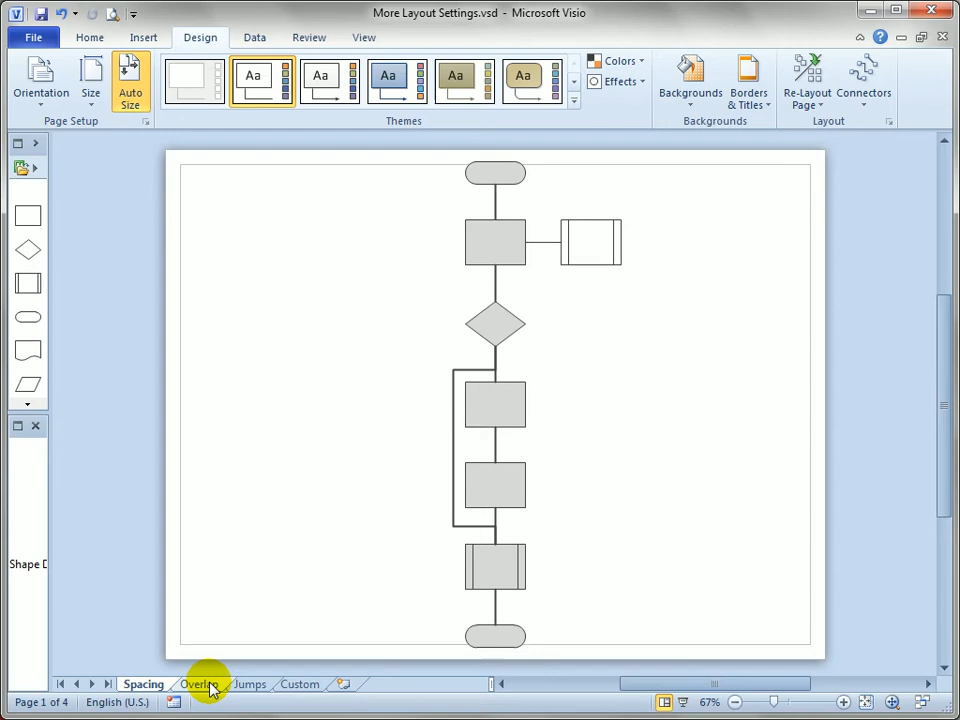 More Layout Settings.vsd - Microsoft Visio
File Home Insert Design Data Review View
Orientation Size Auto Size
Aa Aa Aa Aa Aa
Colors
Effects
Backgrounds Borders & Titles Re-Layout Page Connectors
Page Setup Themes Backgrounds Layout
Shape D
Spacing Overlap Jumps Custom
Page 1 of 4 English (U.S.) 67%